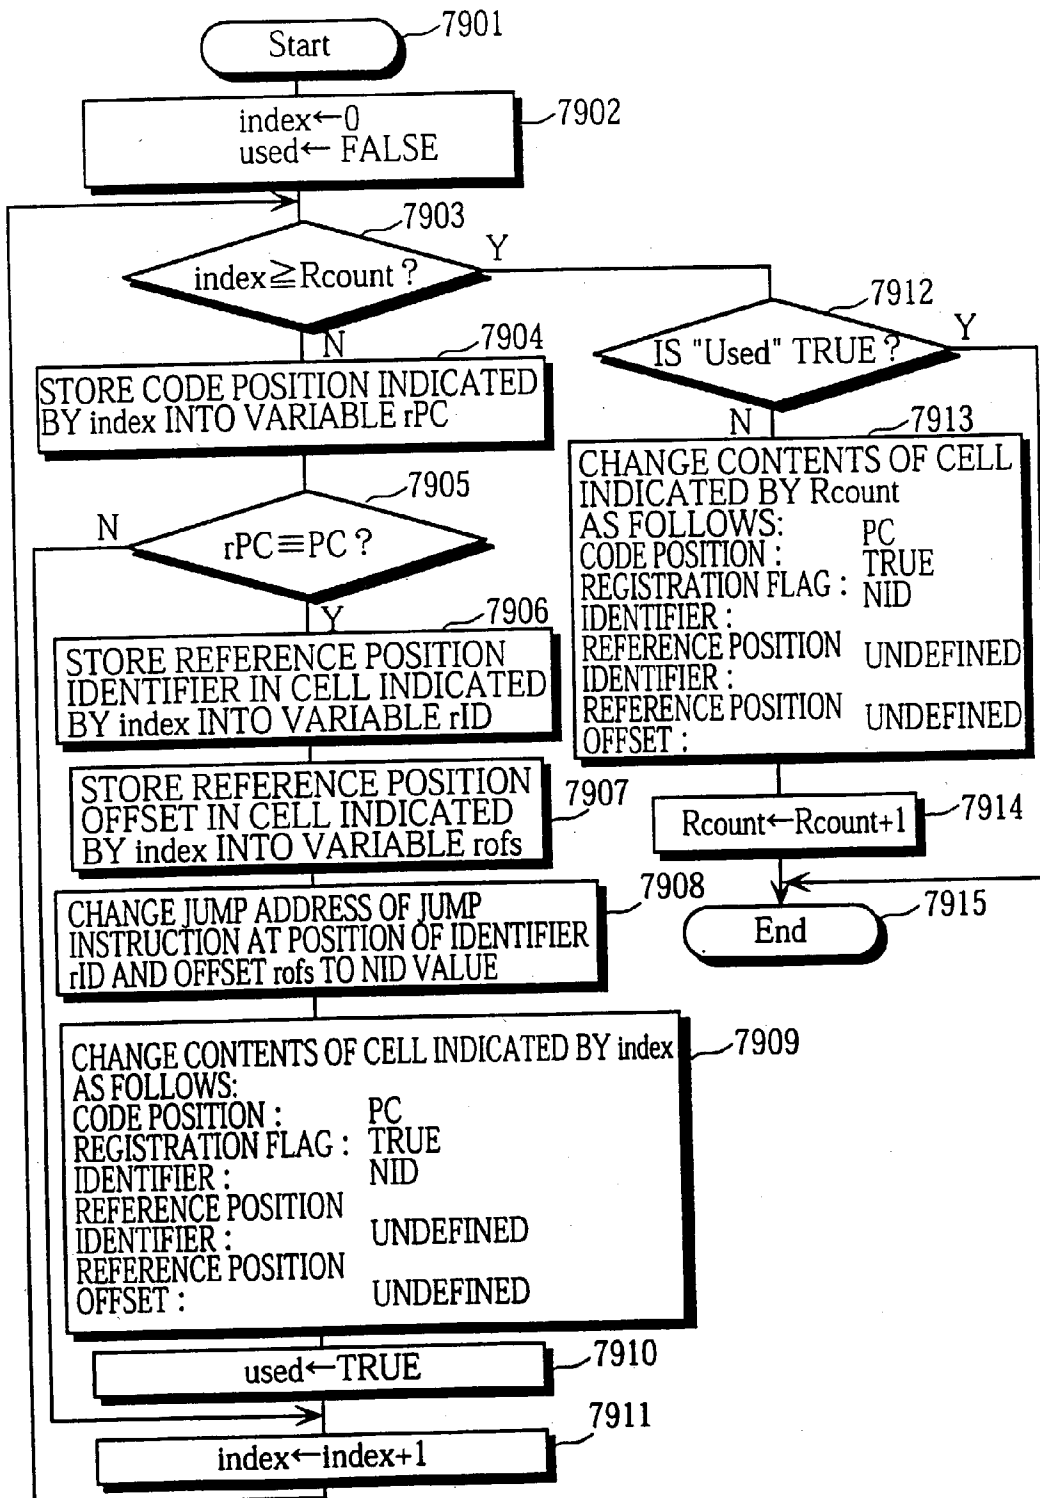 Start
7901
index←0
used← FALSE
7902
7903
index≧Rcount ?
Y
N
7904
STORE CODE POSITION INDICATED
BY index INTO VARIABLE rPC
7905
N
rPC≡PC ?
Y
7906
STORE REFERENCE POSITION
IDENTIFIER IN CELL INDICATED
BY index INTO VARIABLE rID
STORE REFERENCE POSITION
OFFSET IN CELL INDICATED
BY index INTO VARIABLE rofs
7907
7908
CHANGE JUMP ADDRESS OF JUMP
INSTRUCTION AT POSITION OF IDENTIFIER
rID AND OFFSET rofs TO NID VALUE
7909
CHANGE CONTENTS OF CELL INDICATED BY index
AS FOLLOWS:
CODE POSITION : PC
REGISTRATION FLAG : TRUE
IDENTIFIER : NID
REFERENCE POSITION
IDENTIFIER : UNDEFINED
REFERENCE POSITION
OFFSET : UNDEFINED
used←TRUE
7910
7911
index←index+1
7912
IS "Used" TRUE ?
Y
N
7913
CHANGE CONTENTS OF CELL
INDICATED BY Rcount
AS FOLLOWS:
CODE POSITION : PC
REGISTRATION FLAG : TRUE
IDENTIFIER : NID
REFERENCE POSITION
IDENTIFIER : UNDEFINED
REFERENCE POSITION
OFFSET : UNDEFINED
Rcount←Rcount+1
7914
End
7915